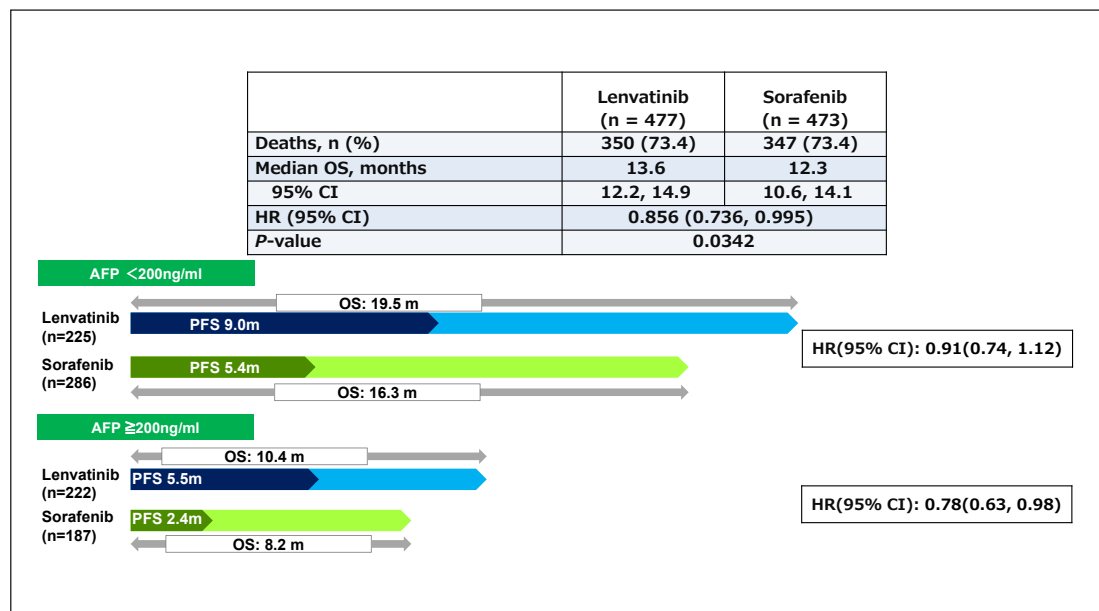 Lenvatinib Sorafenib
(n = 477) (n = 473)
Deaths, n (%) 350 (73.4) 347 (73.4)
Median OS, months 13.6 12.3
95% CI 12.2, 14.9 10.6, 14.1
HR (95% CI) 0.856 (0.736, 0.995)
P-value 0.0342
AFP ＜200ng/ml
OS: 19.5 m
Lenvatinib
(n=225)
PFS 9.0m
HR(95% CI): 0.91(0.74, 1.12)
Sorafenib
(n=286)
PFS 5.4m
OS: 16.3 m
AFP ≧200ng/ml
OS: 10.4 m
Lenvatinib
(n=222)
PFS 5.5m
HR(95% CI): 0.78(0.63, 0.98)
Sorafenib
(n=187)
PFS 2.4m
OS: 8.2 m